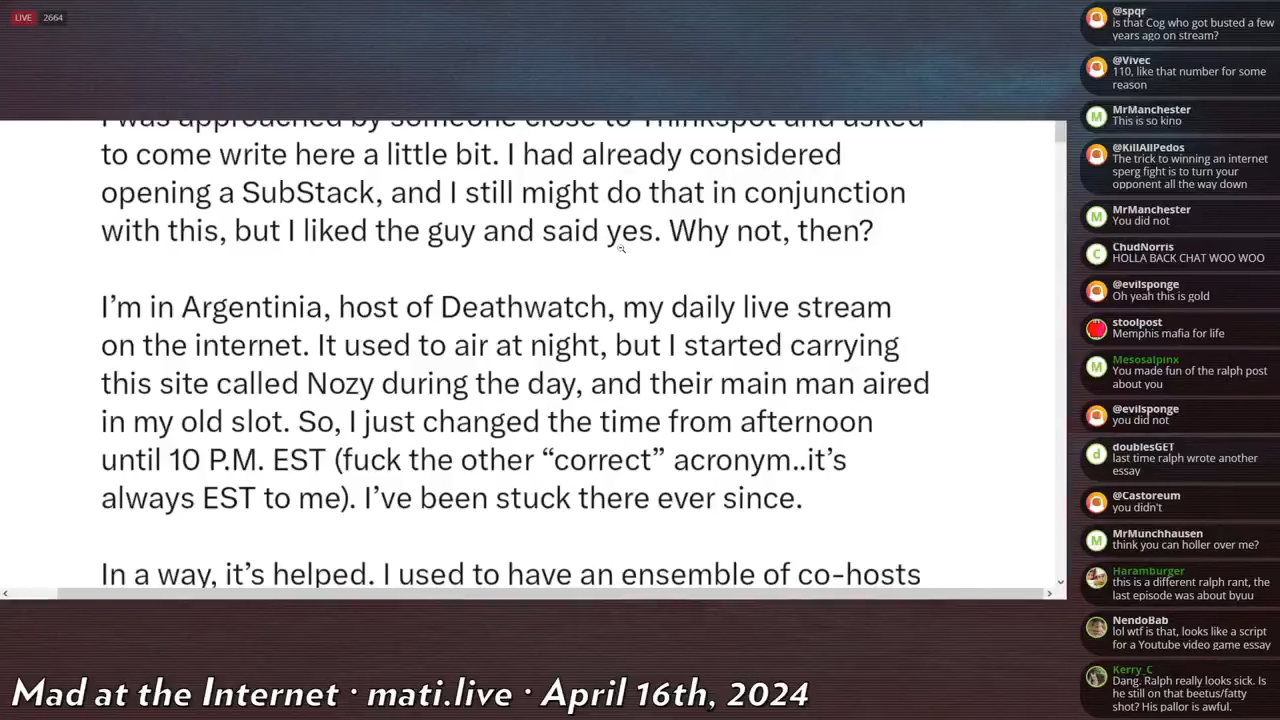 LIVE 2664
I was approached by someone close to Thinkspot and asked
to come write here a little bit. I had already considered
opening a SubStack, and I still might do that in conjunction
with this, but I liked the guy and said yes. Why not, then?
I’m in Argentinia, host of Deathwatch, my daily live stream
on the internet. It used to air at night, but I started carrying
this site called Nozy during the day, and their main man aired
in my old slot. So, I just changed the time from afternoon
until 10 P.M. EST (fuck the other “correct” acronym..it’s
always EST to me). I’ve been stuck there ever since.
In a way, it’s helped. I used to have an ensemble of co-hosts
Mad at the Internet · mati.live · April 16th, 2024
@spqr
is that Cog who got busted a few
years ago on stream?
@Vivec
110, like that number for some
reason
M
MrManchester
This is so kino
@KillAllPedos
The trick to winning an internet
sperg fight is to turn your
opponent all the way down
M
MrManchester
You did not
C
ChudNorris
HOLLA BACK CHAT WOO WOO
@evilsponge
Oh yeah this is gold
stoolpost
Memphis mafia for life
M
Mesosalpinx
You made fun of the ralph post
about you
@evilsponge
you did not
d
doublesGET
last time ralph wrote another
essay
@Castoreum
you didn't
M
MrMunchhausen
think you can holler over me?
Haramburger
this is a different ralph rant, the
last episode was about byuu
NendoBab
lol wtf is that, looks like a script
for a Youtube video game essay
Kerry_C
Dang. Ralph really looks sick. Is
he still on that beetus/fatty
shot? His pallor is awful.